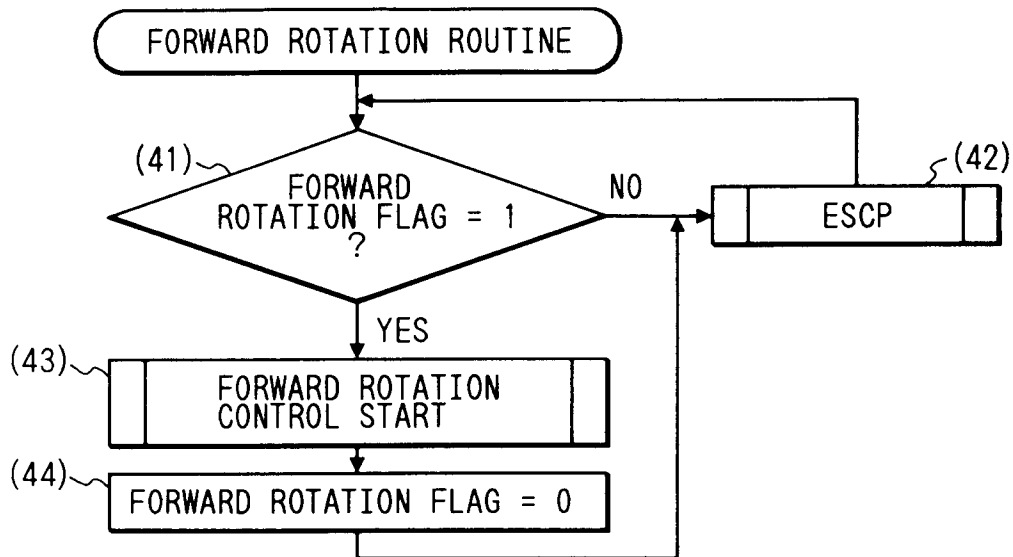 FORWARD ROTATION ROUTINE
(41)
FORWARD
ROTATION FLAG = 1
?
NO
(42)
ESCP
YES
(43)
FORWARD ROTATION
CONTROL START
(44)
FORWARD ROTATION FLAG = 0